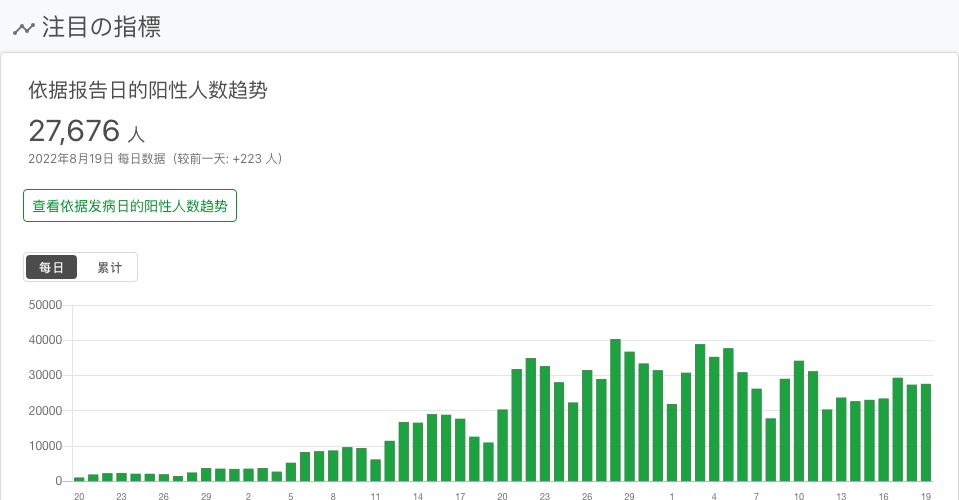 注目の指標
依据报告日的阳性人数趋势
27,676 人
2022年8月19日 每日数据（较前一天: +223 人）
查看依据发病日的阳性人数趋势
每日 累计
50000
40000
30000
20000
10000
0
20 23 26 29 2 5 8 11 14 17 20 23 26 29 1 4 7 10 13 16 19